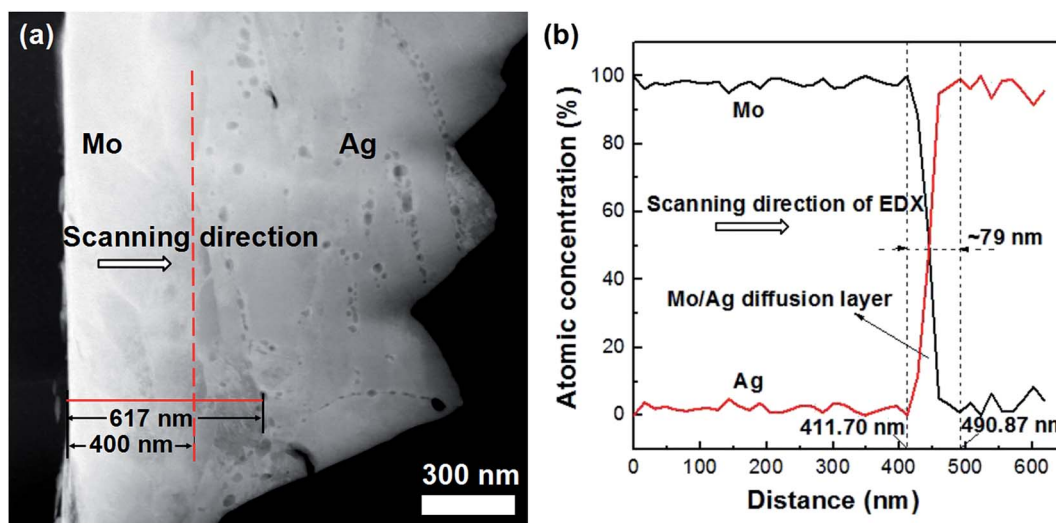 (a)
Mo
Ag
Scanning direction
617 nm
400 nm
300 nm
(b)
100
80
60
40
20
0
Atomic concentration (%)
Mo
Scanning direction of EDX
~79 nm
Mo/Ag diffusion layer
Ag
411.70 nm
490.87 nm
0 100 200 300 400 500 600
Distance (nm)